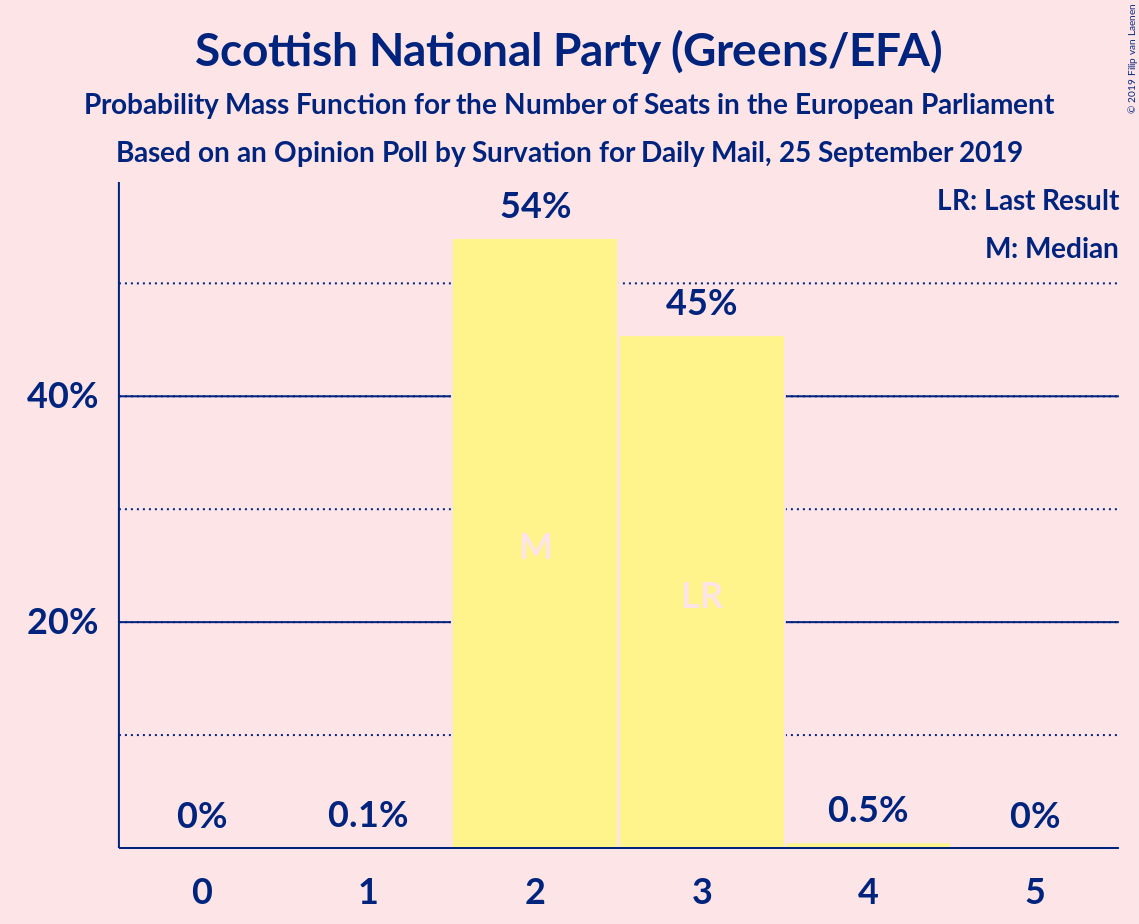 Scottish National Party (Greens/EFA)
Probability Mass Function for the Number of Seats in the European Parliament
Based on an Opinion Poll by Survation for Daily Mail, 25 September 2019
© 2019 Filip van Laenen
LR: Last Result
M: Median
54%
45%
40%
M
LR
20%
0%
0.1%
0.5%
0%
0 1 2 3 4 5